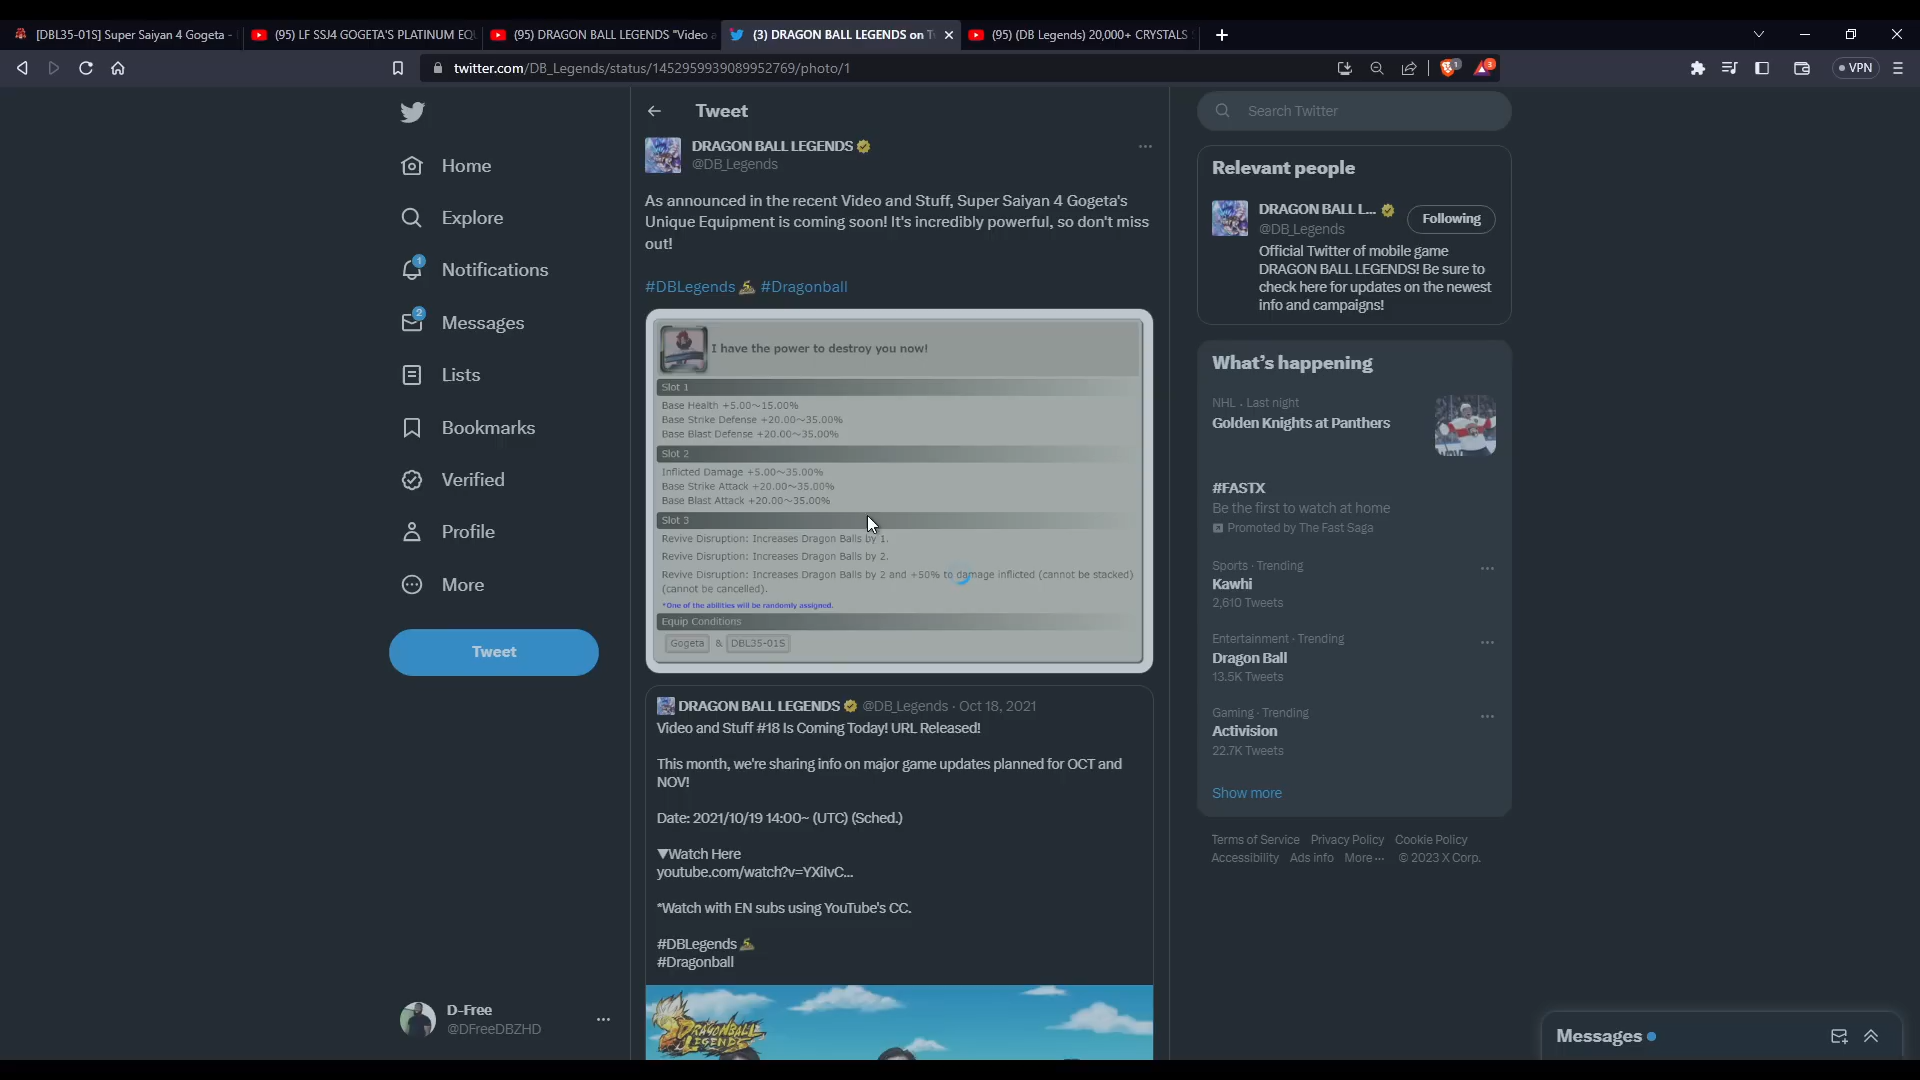 [DBL35-01S] Super Saiyan 4 Gogeta -
(95) LF SSJ4 GOGETA'S PLATINUM EQ
(95) DRAGON BALL LEGENDS "Video a
(3) DRAGON BALL LEGENDS on T
(95) (DB Legends) 20,000+ CRYSTALS
twitter.com/DB_Legends/status/1452959939089952769/photo/1
1
3
VPN
Home
Explore
1
Notifications
2
Messages
Lists
Bookmarks
Verified
Profile
More
Tweet
D-Free
@DFreeDBZHD
Tweet
DRAGON BALL LEGENDS
@DB_Legends
As announced in the recent Video and Stuff, Super Saiyan 4 Gogeta's
Unique Equipment is coming soon! It's incredibly powerful, so don't miss
out!
#DBLegends #Dragonball
I have the power to destroy you now!
Slot 1
Base Health +5.00～15.00%
Base Strike Defense +20.00～35.00%
Base Blast Defense +20.00～35.00%
Slot 2
Inflicted Damage +5.00～35.00%
Base Strike Attack +20.00～35.00%
Base Blast Attack +20.00～35.00%
Slot 3
Revive Disruption: Increases Dragon Balls by 1.
Revive Disruption: Increases Dragon Balls by 2.
Revive Disruption: Increases Dragon Balls by 2 and +50% to damage inflicted (cannot be stacked)
(cannot be cancelled).
*One of the abilities will be randomly assigned.
Equip Conditions
Gogeta & DBL35-01S
DRAGON BALL LEGENDS @DB_Legends · Oct 18, 2021
Video and Stuff #18 Is Coming Today! URL Released!
This month, we're sharing info on major game updates planned for OCT and
NOV!
Date: 2021/10/19 14:00~ (UTC) (Sched.)
▼Watch Here
youtube.com/watch?v=YXiIvC…
*Watch with EN subs using YouTube's CC.
#DBLegends
#Dragonball
DRAGONBALL
LEGENDS
Search Twitter
Relevant people
DRAGON BALL L...
@DB_Legends
Following
Official Twitter of mobile game
DRAGON BALL LEGENDS! Be sure to
check here for updates on the newest
info and campaigns!
What's happening
NHL · Last night
Golden Knights at Panthers
#FASTX
Be the first to watch at home
Promoted by The Fast Saga
Sports · Trending
Kawhi
2,610 Tweets
Entertainment · Trending
Dragon Ball
13.5K Tweets
Gaming · Trending
Activision
22.7K Tweets
Show more
Terms of Service Privacy Policy Cookie Policy
Accessibility Ads info More ··· © 2023 X Corp.
Messages